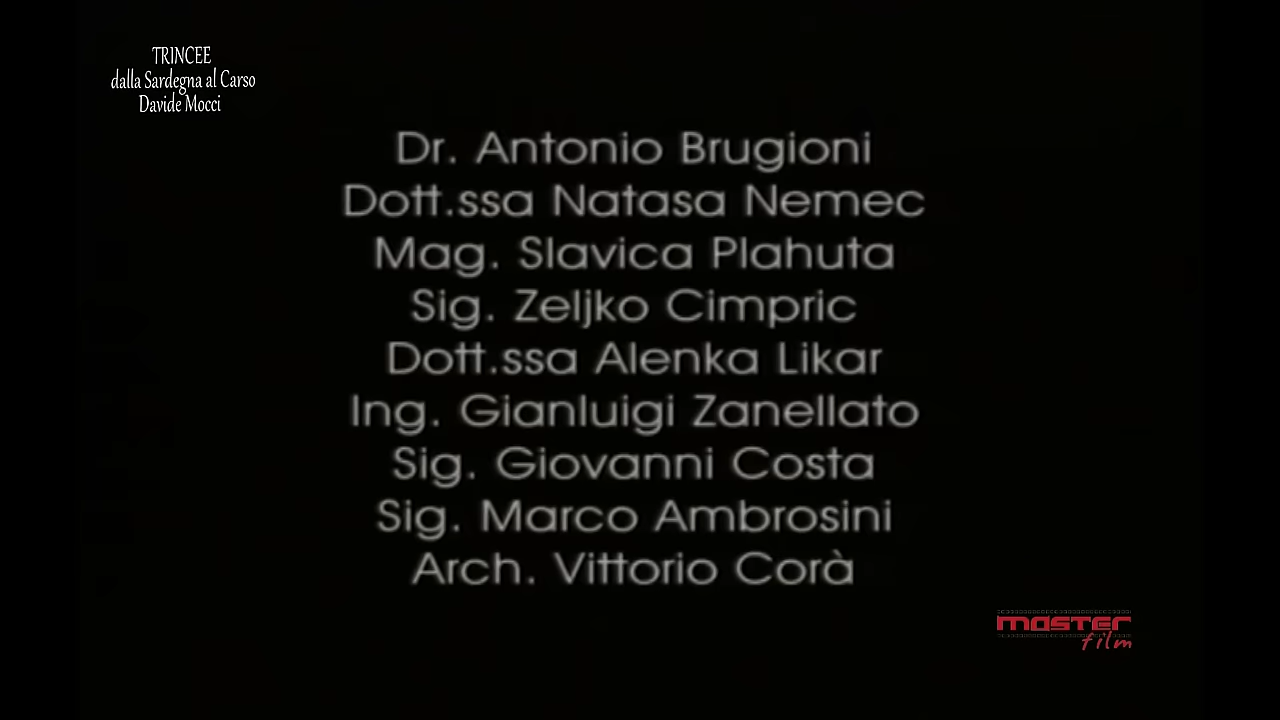 TRINCEE
dalla Sardegna al Carso
Davide Mocci
Dr. Antonio Brugioni
Dott.ssa Natasa Nemec
Mag. Slavica Plahuta
Sig. Zeljko Cimpric
Dott.ssa Alenka Likar
Ing. Gianluigi Zanellato
Sig. Giovanni Costa
Sig. Marco Ambrosini
Arch. Vittorio Corà
master
film